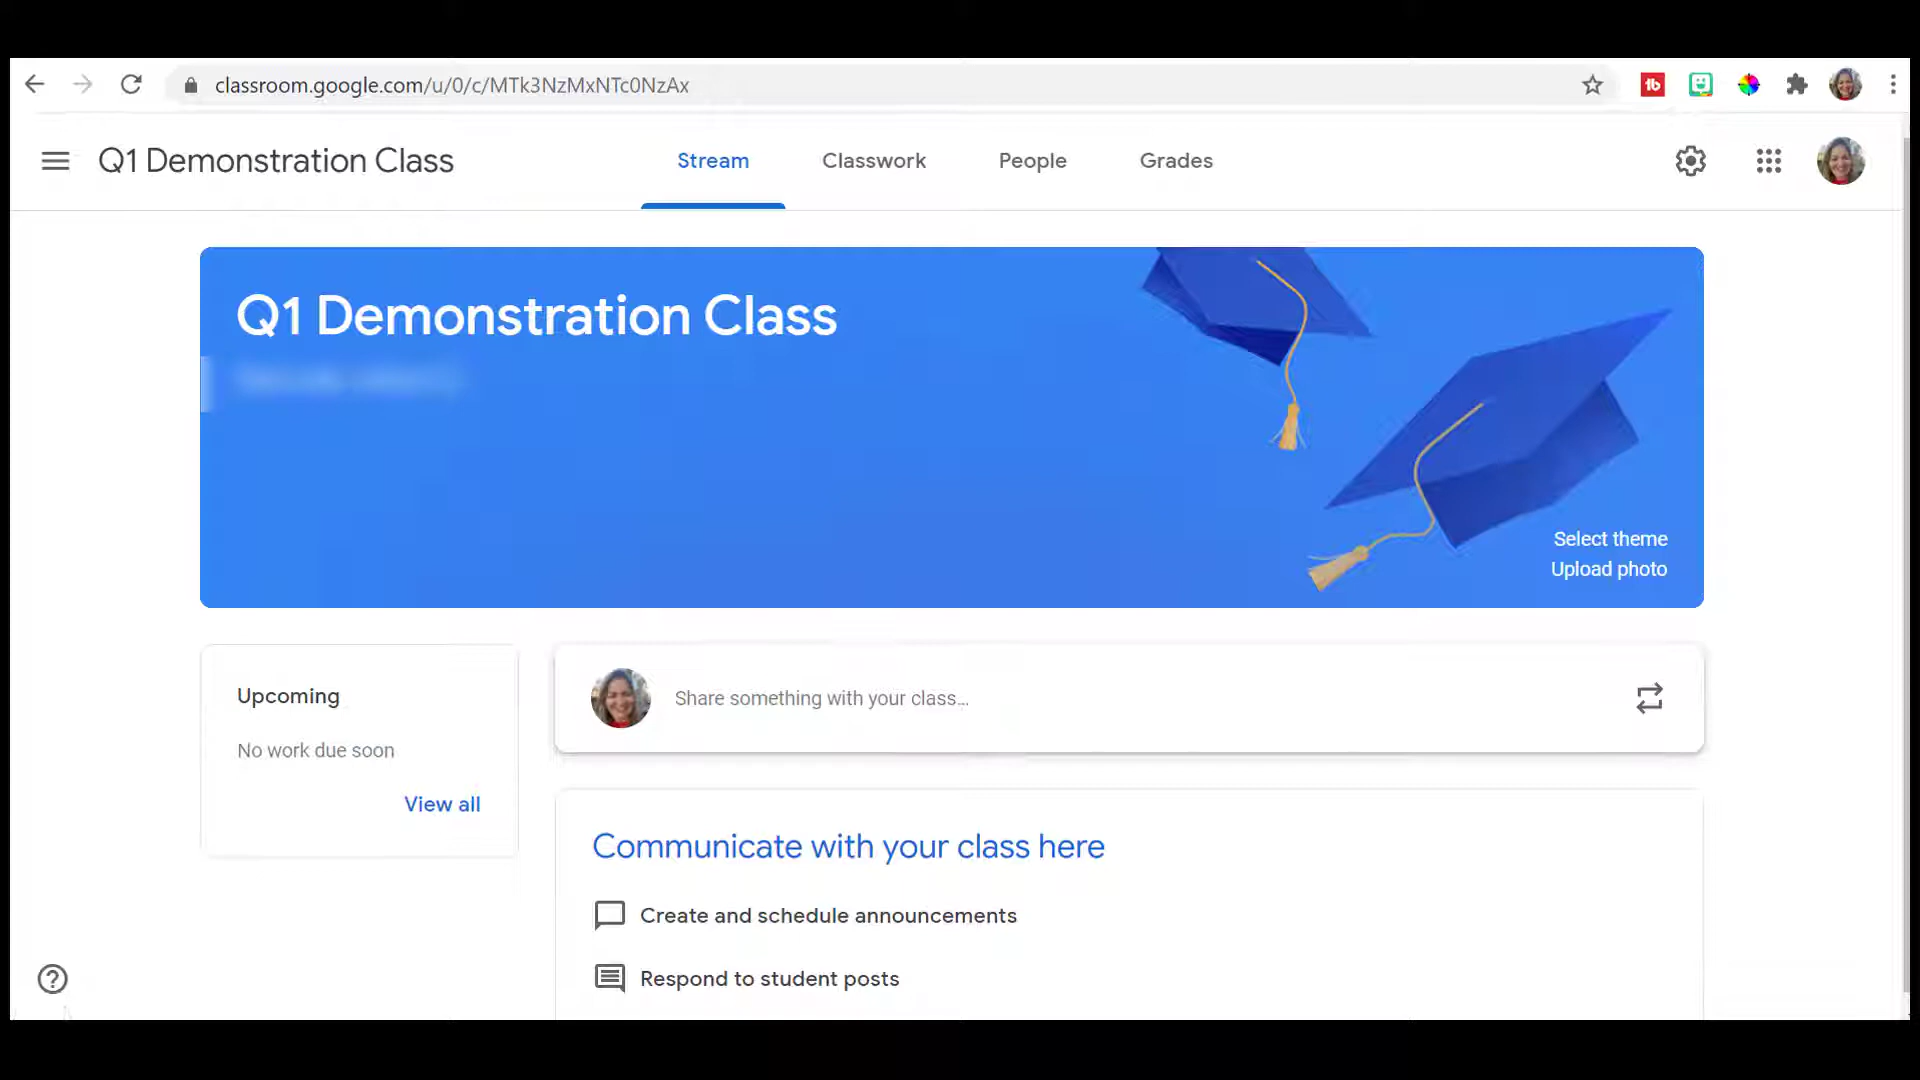 classroom.google.com/u/0/c/MTk3NzMxNTc0NzAx
tb
Q1 Demonstration Class
Stream
Classwork
People
Grades
Q1 Demonstration Class
Select theme
Upload photo
Upcoming
No work due soon
View all
Share something with your class...
Communicate with your class here
Create and schedule announcements
Respond to student posts